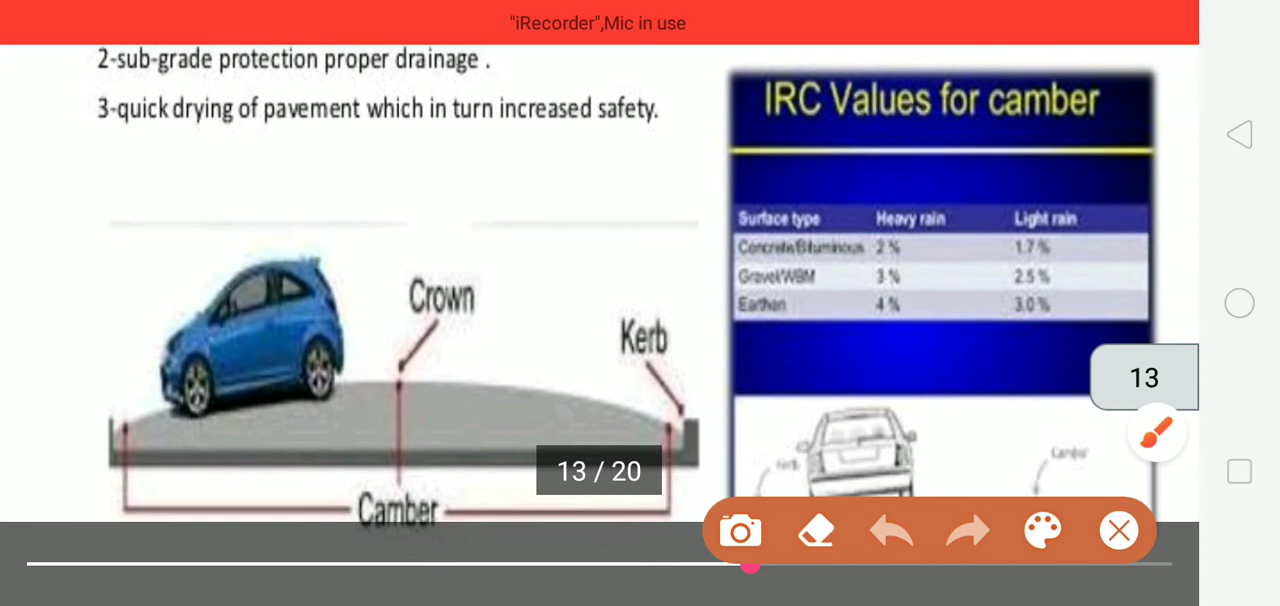 "iRecorder",Mic in use
2-sub-grade protection proper drainage .
3-quick drying of pavement which in turn increased safety.
IRC Values for camber
Surface type Heavy rain Light rain
Concrete/Bituminous 2 % 1.7 %
Gravel/WBM 3 % 2.5 %
Earthen 4 % 3.0 %
Crown
Kerb
Camber
13 / 20
13
Kerb
Camber